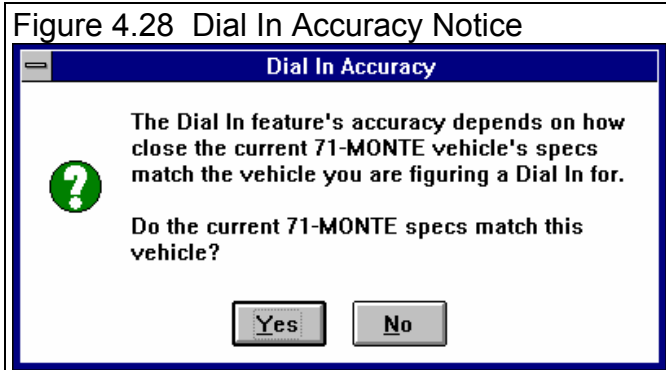 Figure 4.28  Dial In Accuracy Notice
Dial In Accuracy
The Dial In feature's accuracy depends on how
close the current 71-MONTE vehicle's specs
match the vehicle you are figuring a Dial In for.
Do the current 71-MONTE specs match this
vehicle?
Yes No